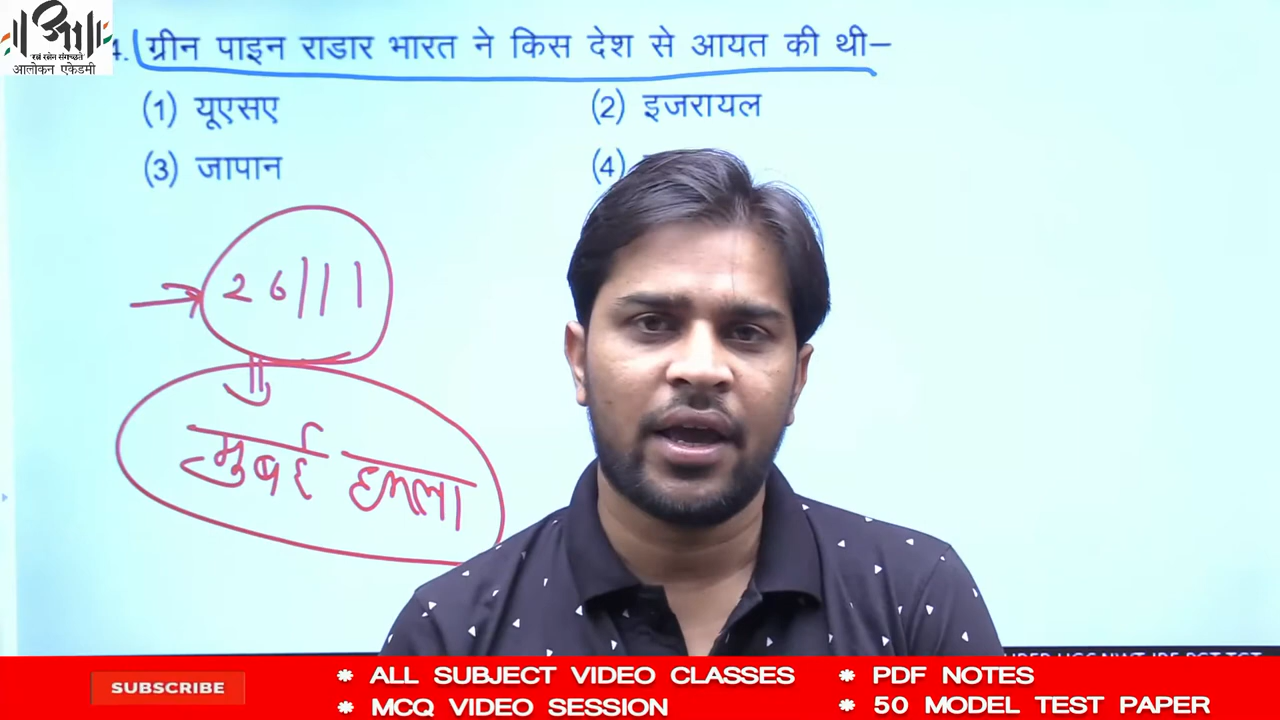 4. ग्रीन पाइन राडार भारत ने किस देश से आयत की थी–
(1) यूएसए
(2) इजरायल
(3) जापान
(4)
26/11
मुबई हमला
आलोकन एकेडमी
SUBSCRIBE
* ALL SUBJECT VIDEO CLASSES
* PDF NOTES
* MCQ VIDEO SESSION
* 50 MODEL TEST PAPER